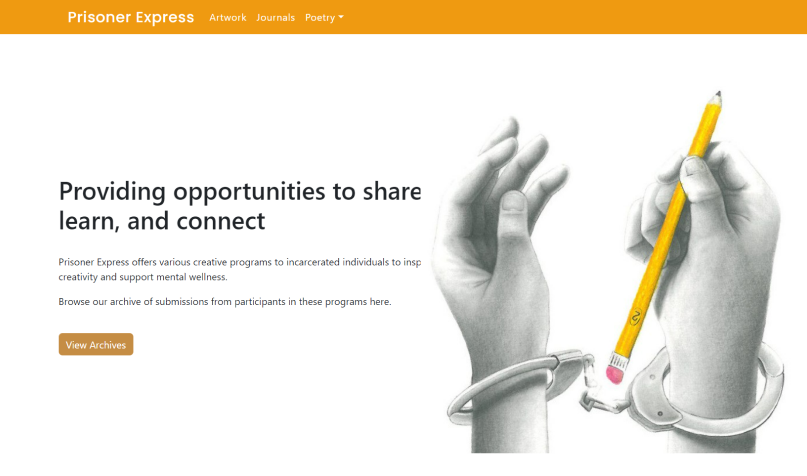 Prisoner Express Artwork Journals Poetry
Providing opportunities to share
learn, and connect
Prisoner Express offers various creative programs to incarcerated individuals to insp
creativity and support mental wellness.
Browse our archive of submissions from participants in these programs here.
View Archives
2